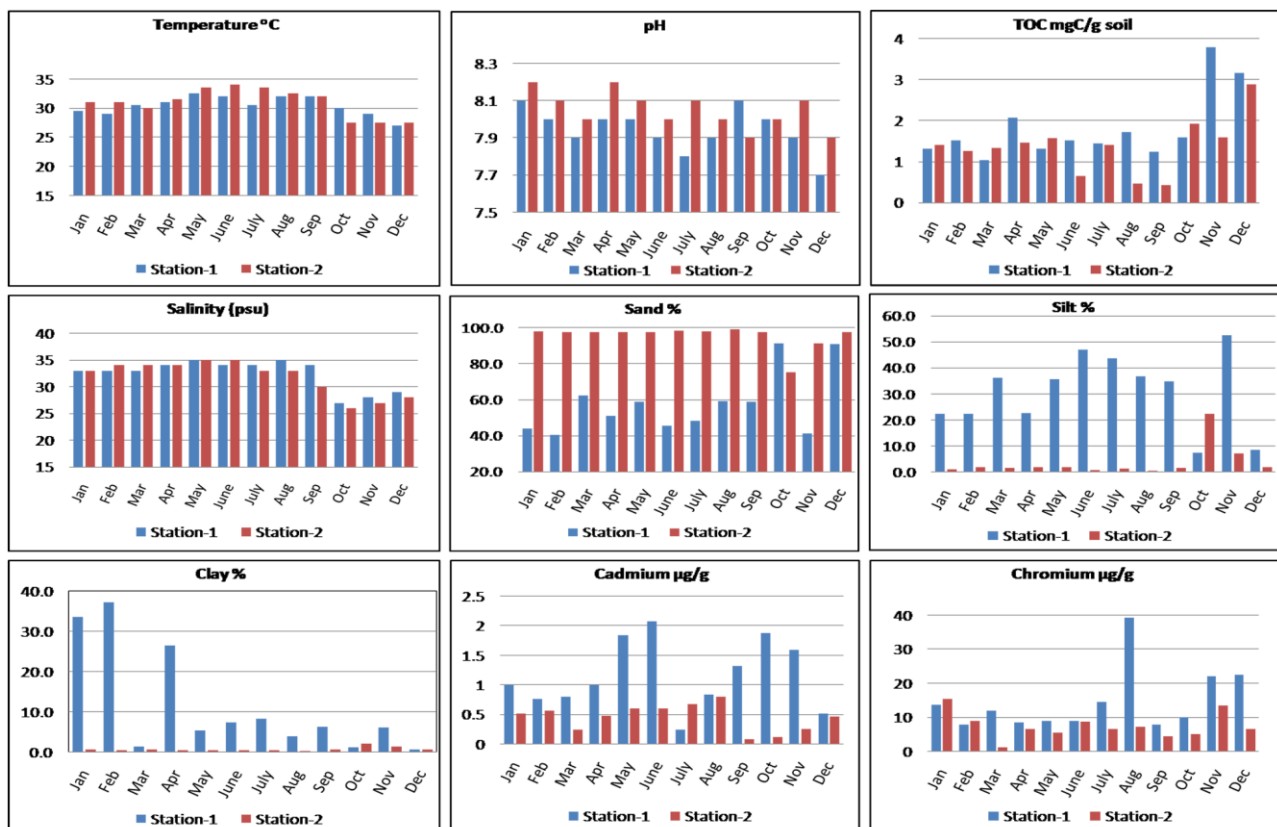 Temperature °C
35
30
25
20
15
Jan Feb Mar Apr May June July Aug Sep Oct Nov Dec
Station-1 Station-2
pH
8.3
8.1
7.9
7.7
7.5
Jan Feb Mar Apr May June July Aug Sep Oct Nov Dec
Station-1 Station-2
TOC mgC/g soil
4
3
2
1
0
Jan Feb Mar Apr May June July Aug Sep Oct Nov Dec
Station-1 Station-2
Salinity (psu)
40
35
30
25
20
15
Jan Feb Mar Apr May June July Aug Sep Oct Nov Dec
Station-1 Station-2
Sand %
100.0
80.0
60.0
40.0
20.0
Jan Feb Mar Apr May June July Aug Sep Oct Nov Dec
Station-1 Station-2
Silt %
60.0
50.0
40.0
30.0
20.0
10.0
0.0
Jan Feb Mar Apr May June July Aug Sep Oct Nov Dec
Station-1 Station-2
Clay %
40.0
30.0
20.0
10.0
0.0
Jan Feb Mar Apr May June July Aug Sep Oct Nov Dec
Station-1 Station-2
Cadmium µg/g
2.5
2
1.5
1
0.5
0
Jan Feb Mar Apr May June July Aug Sep Oct Nov Dec
Station-1 Station-2
Chromium µg/g
40
30
20
10
0
Jan Feb Mar Apr May June July Aug Sep Oct Nov Dec
Station-1 Station-2